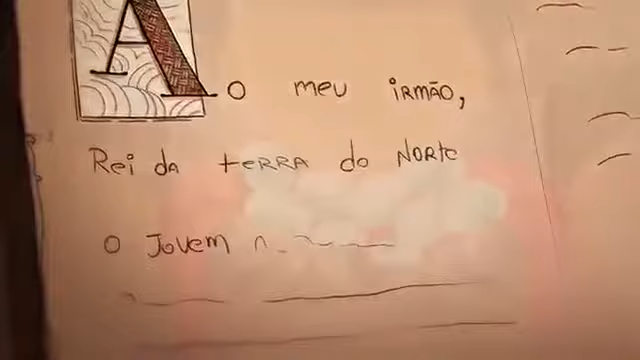 Ao meu irmão,
Rei da terra do Norte
o Jovem